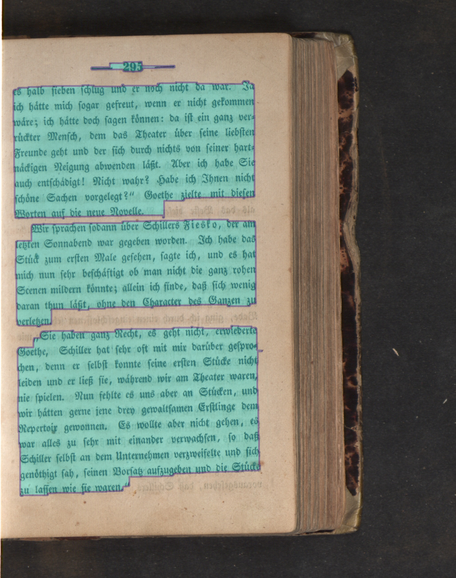 295
es halb sieben schlug und er noch nicht da war. Ja
ich hätte mich sogar gefreut, wenn er nicht gekommen
wäre; ich hätte doch sagen können: da ist ein ganz ver-
rückter Mensch, dem das Theater über seine liebsten
Freunde geht und der sich durch nichts von seiner hart-
näckigen Neigung abwenden läßt. Aber ich habe Sie
auch entschädigt! Nicht wahr? Habe ich Ihnen nicht
schöne Sachen vorgelegt?" Goethe zielte mit diesen
Worten auf die neue Novelle.
Wir sprachen sodann über Schillers Fiesko, der am
letzten Sonnabend war gegeben worden. Ich habe das
Stück zum ersten Male gesehen, sagte ich, und es hat
mich nun sehr beschäftigt ob man nicht die ganz rohen
Scenen mildern könnte; allein ich finde, daß sich wenig
daran thun läßt, ohne den Character des Ganzen zu
verletzen.
„Sie haben ganz Recht, es geht nicht, erwiederte
Goethe, Schiller hat sehr oft mit mir darüber gespro-
chen, denn er selbst konnte seine ersten Stücke nicht
leiden und er ließ sie, während wir am Theater waren,
nie spielen. Nun fehlte es uns aber an Stücken, und
wir hätten gerne jene drey gewaltsamen Erstlinge dem
Repertoir gewonnen. Es wollte aber nicht gehen, es
war alles zu sehr mit einander verwachsen, so daß
Schiller selbst an dem Unternehmen verzweifelte und sich
genöthigt sah, seinen Vorsatz aufzugeben und die Stücke
zu lassen wie sie waren.